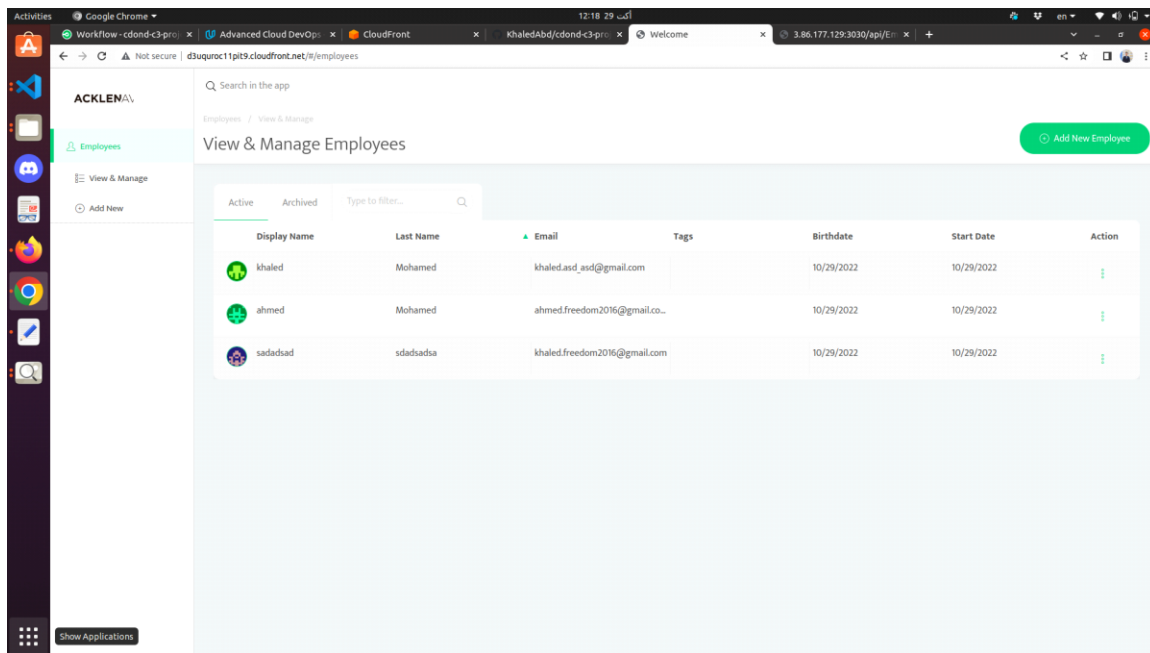 Activities Google Chrome 12:18 29 أكت en
Workflow - cdond-c3-proj Advanced Cloud DevOps CloudFront KhaledAbd/cdond-c3-pro Welcome 3.86.177.129:3030/api/Em
Not secure d3uquroc11pit9.cloudfront.net/#/employees
ACKLENAV
Search in the app
Employees / View & Manage
View & Manage Employees
Add New Employee
Employees
View & Manage
Add New
Active Archived Type to filter...
Display Name Last Name Email Tags Birthdate Start Date Action
khaled Mohamed khaled.asd_asd@gmail.com 10/29/2022 10/29/2022
ahmed Mohamed ahmed.freedom2016@gmail.co... 10/29/2022 10/29/2022
sadadsad sdadsadsa khaled.freedom2016@gmail.com 10/29/2022 10/29/2022
Show Applications